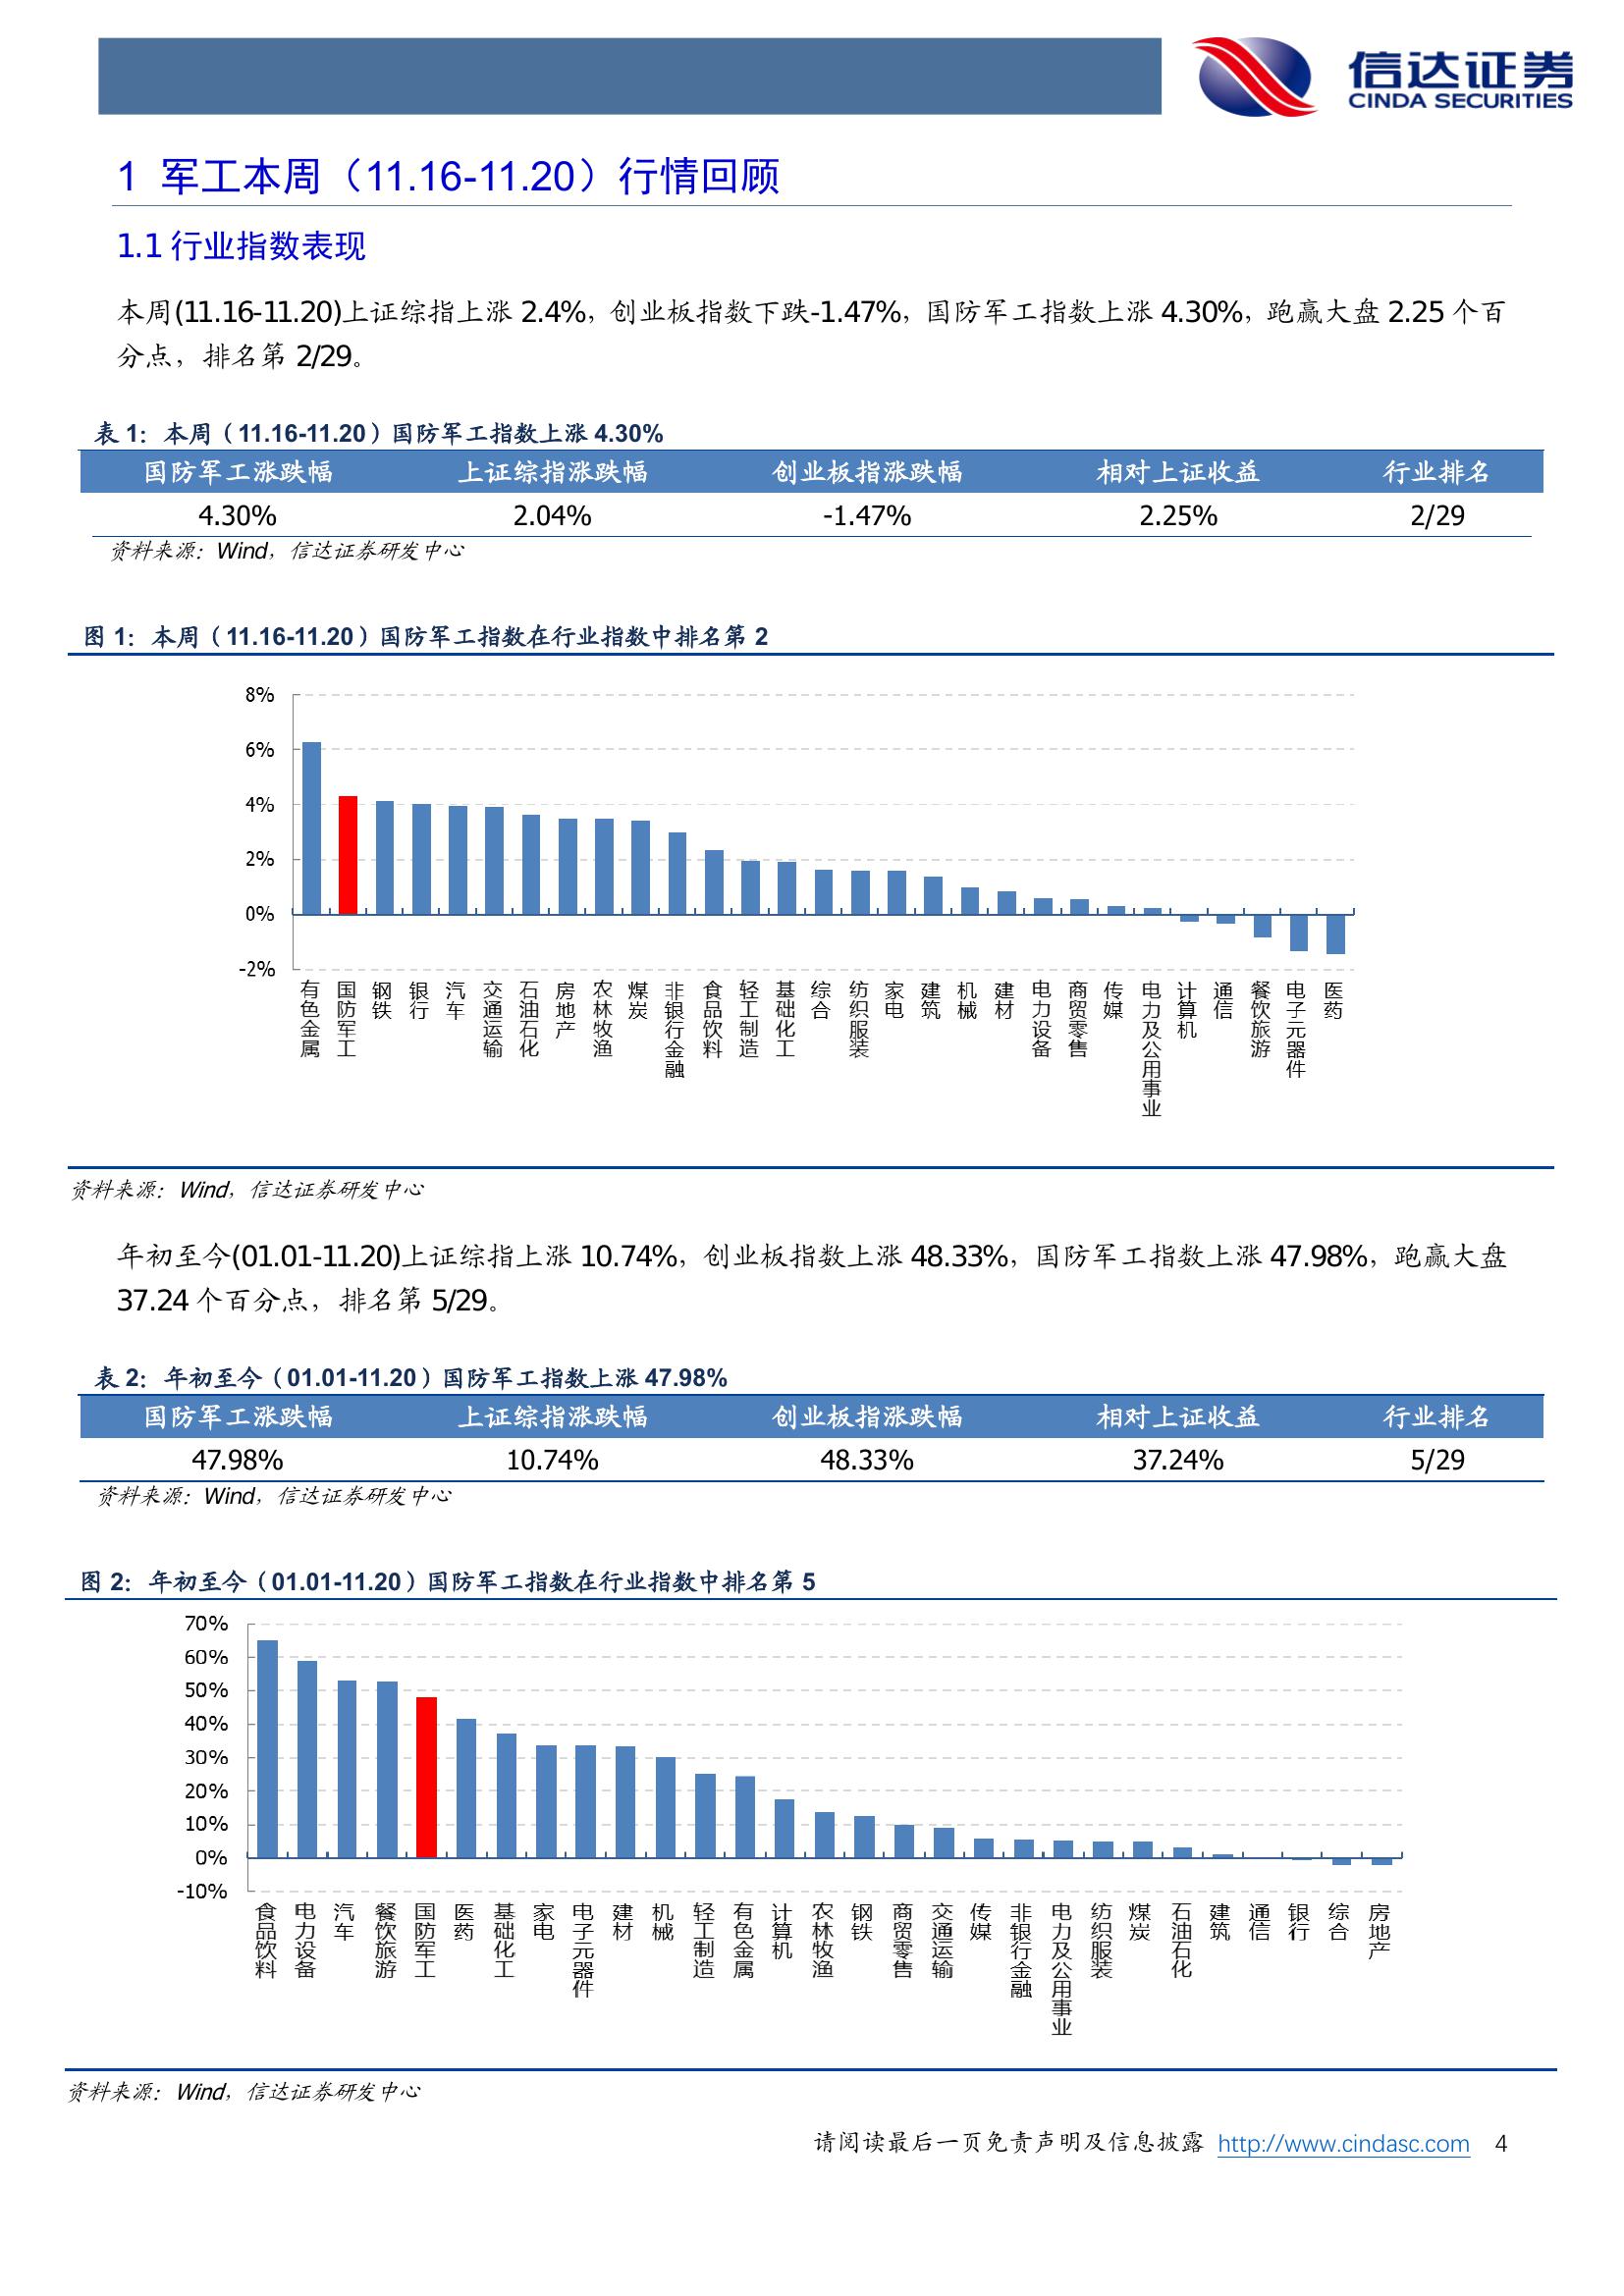 信达证券
CINDA SECURITIES
1 军工本周（11.16-11.20）行情回顾
1.1 行业指数表现
本周(11.16-11.20)上证综指上涨 2.4%，创业板指数下跌-1.47%，国防军工指数上涨 4.30%，跑赢大盘 2.25 个百
分点，排名第 2/29。
表 1：本周（11.16-11.20）国防军工指数上涨 4.30%
国防军工涨跌幅 上证综指涨跌幅 创业板指涨跌幅 相对上证收益 行业排名
4.30% 2.04% -1.47% 2.25% 2/29
资料来源：Wind，信达证券研发中心
图 1：本周（11.16-11.20）国防军工指数在行业指数中排名第 2
8%
6%
4%
2%
0%
-2%
有色金属 国防军工 钢铁 银行 汽车 交通运输 石油石化 房地产 农林牧渔 煤炭 非银行金融 食品饮料 轻工制造 基础化工 综合 纺织服装 家电 建筑 机械 建材 电力设备 商贸零售 传媒 电力及公用事业 计算机 通信 餐饮旅游 电子元器件 医药
资料来源：Wind，信达证券研发中心
年初至今(01.01-11.20)上证综指上涨 10.74%，创业板指数上涨 48.33%，国防军工指数上涨 47.98%，跑赢大盘
37.24 个百分点，排名第 5/29。
表 2：年初至今（01.01-11.20）国防军工指数上涨 47.98%
国防军工涨跌幅 上证综指涨跌幅 创业板指涨跌幅 相对上证收益 行业排名
47.98% 10.74% 48.33% 37.24% 5/29
资料来源：Wind，信达证券研发中心
图 2：年初至今（01.01-11.20）国防军工指数在行业指数中排名第 5
70%
60%
50%
40%
30%
20%
10%
0%
-10%
食品饮料 电力设备 汽车 餐饮旅游 国防军工 医药 基础化工 家电 电子元器件 建材 机械 轻工制造 有色金属 计算机 农林牧渔 钢铁 商贸零售 交通运输 传媒 非银行金融 电力及公用事业 纺织服装 煤炭 石油石化 建筑 通信 银行 综合 房地产
资料来源：Wind，信达证券研发中心
请阅读最后一页免责声明及信息披露 http://www.cindasc.com 4